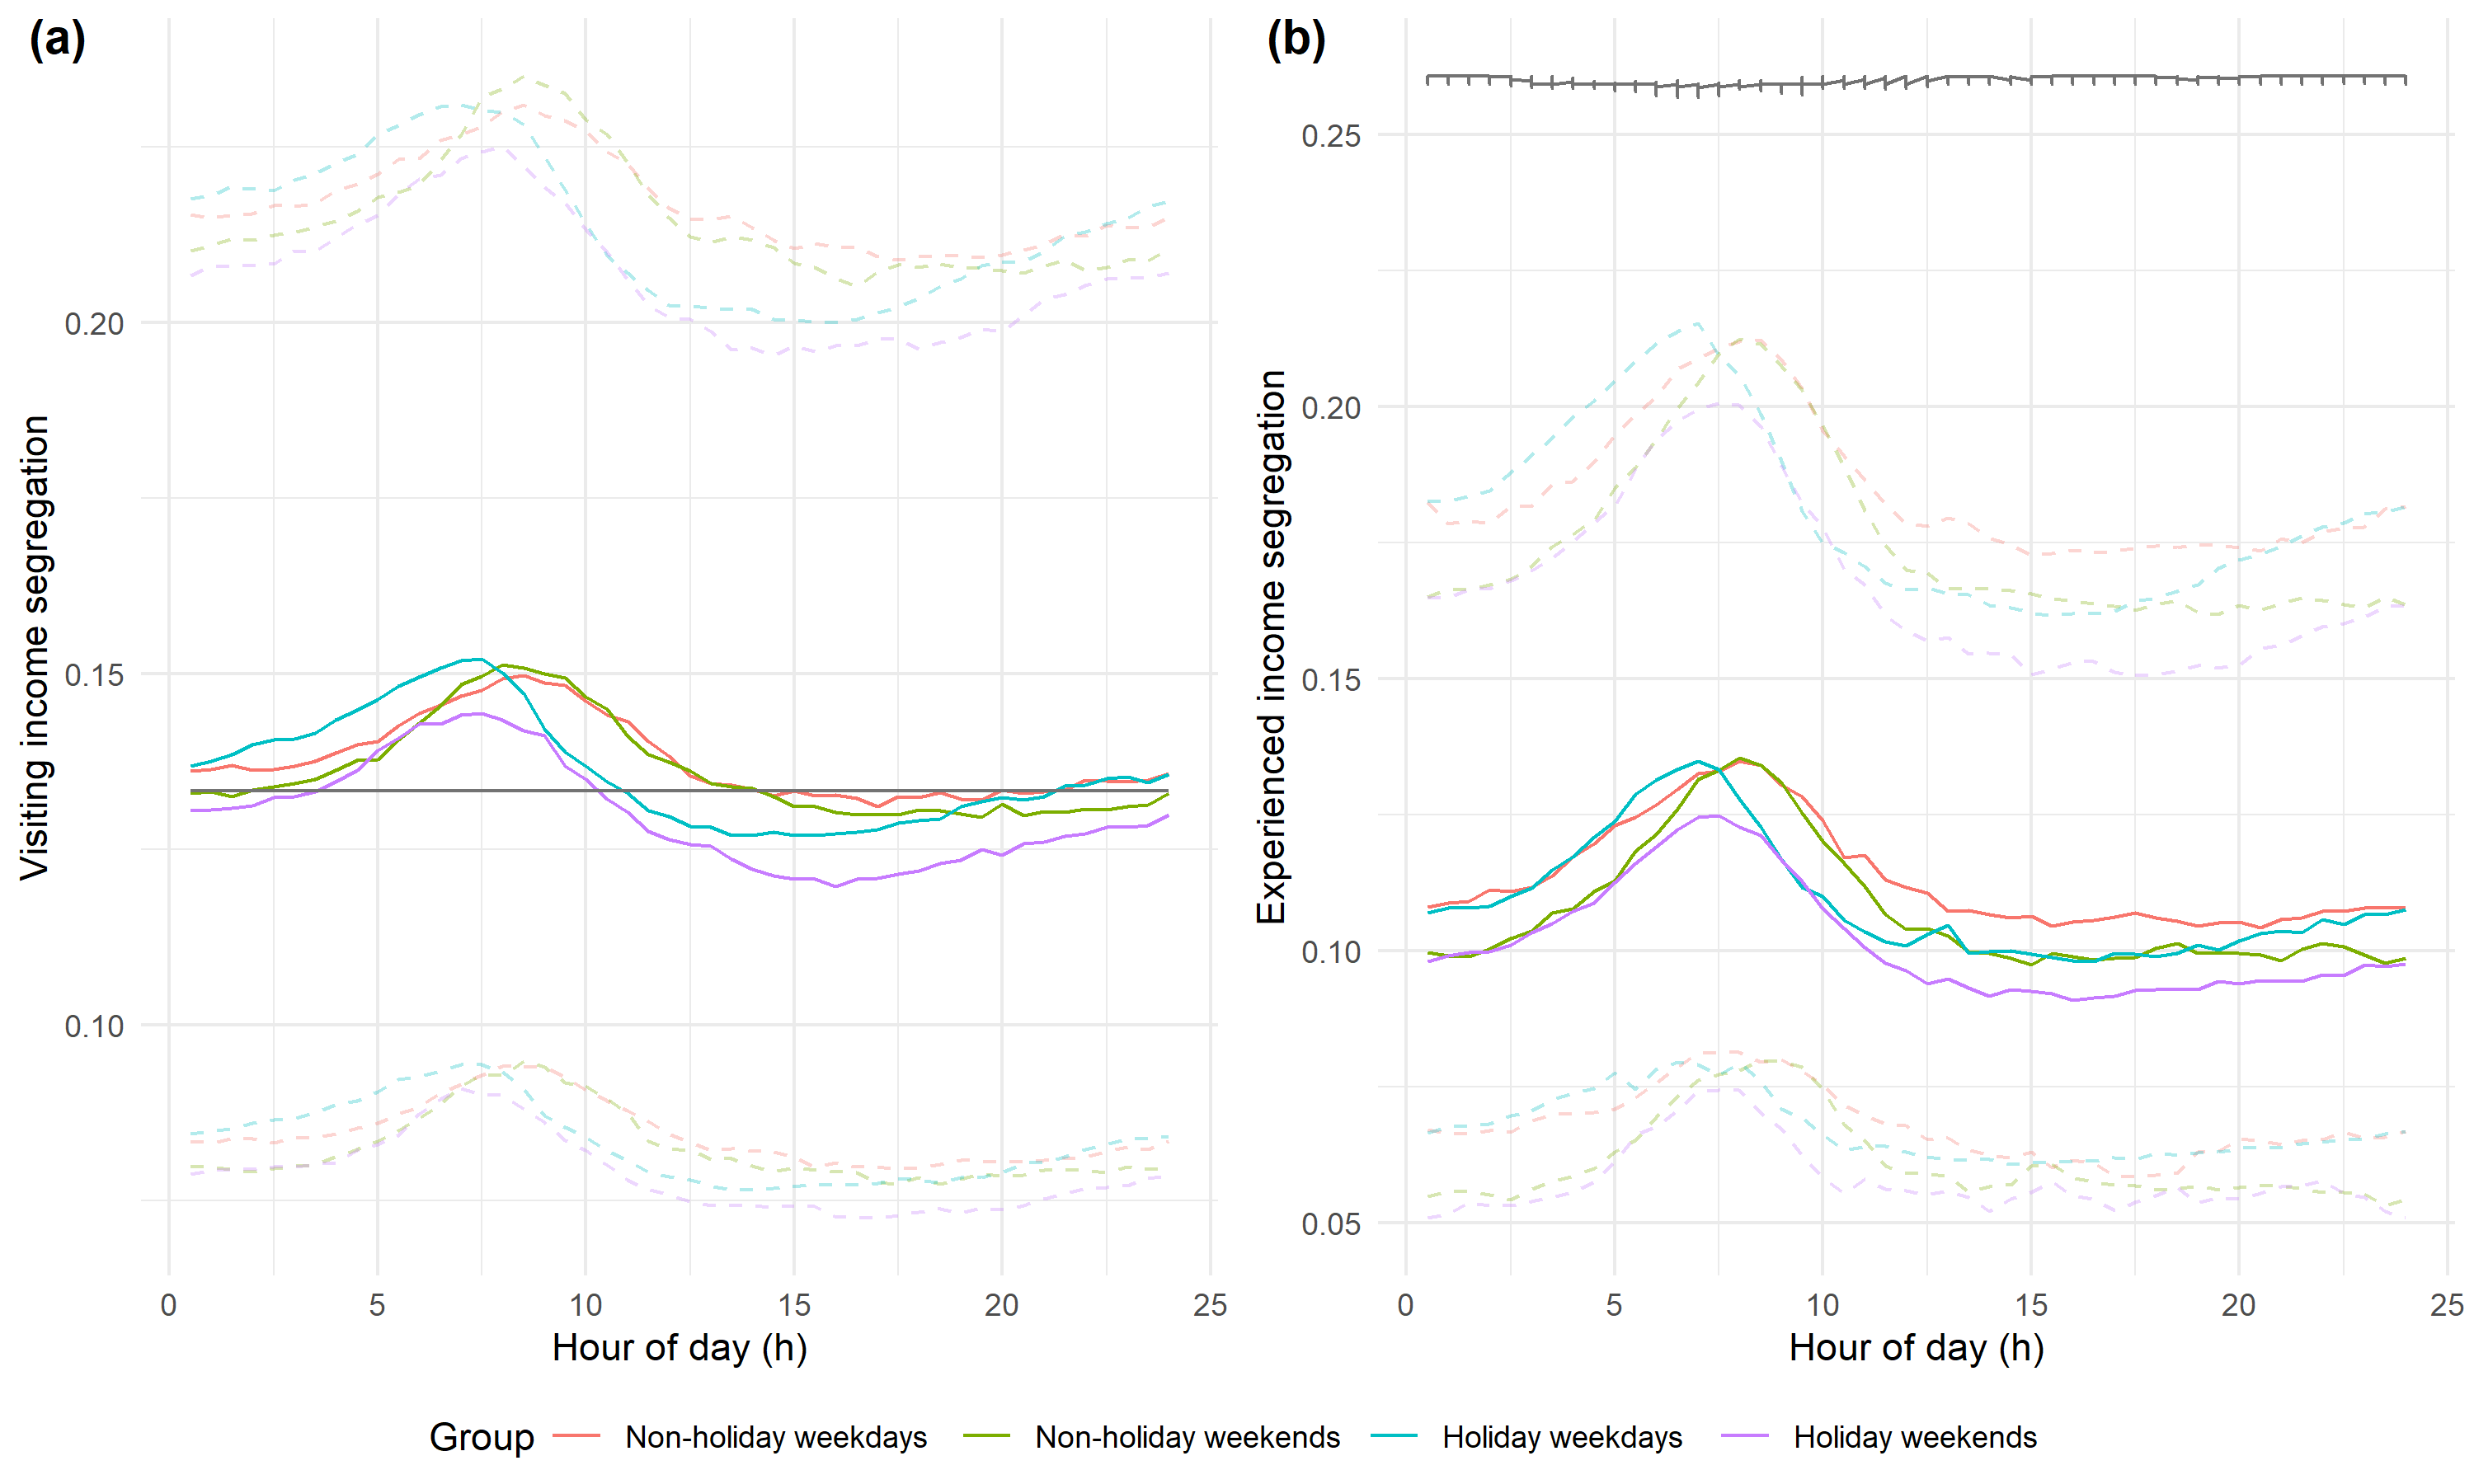 (a)
(b)
Visiting income segregation
0.20
0.15
0.10
0 5 10 15 20 25
Hour of day (h)
Experienced income segregation
0.25
0.20
0.15
0.10
0.05
0 5 10 15 20 25
Hour of day (h)
Group Non-holiday weekdays Non-holiday weekends Holiday weekdays Holiday weekends